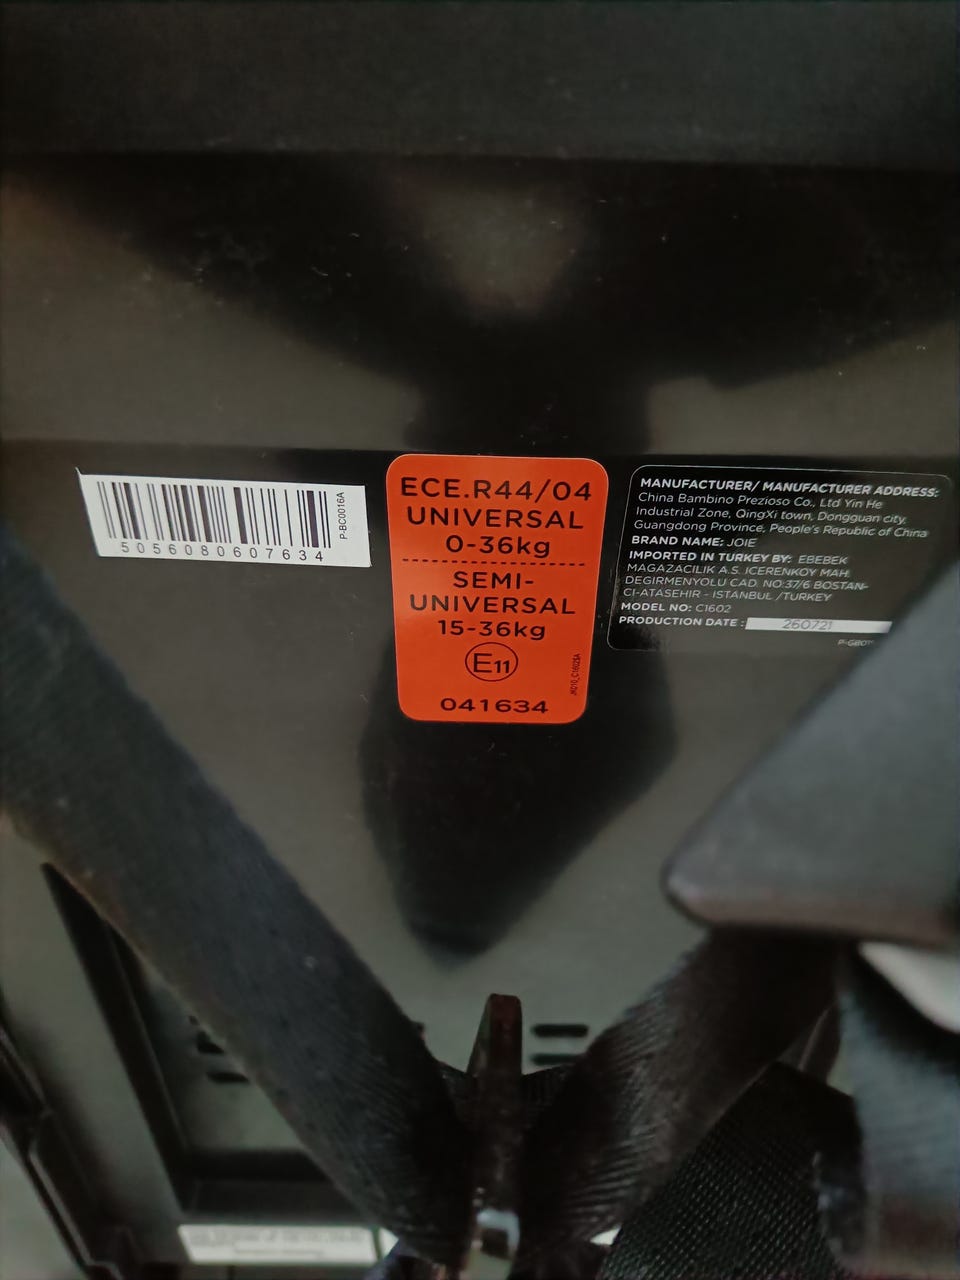 P-BC0016A
5056080607634
ECE.R44/04
UNIVERSAL
0-36kg
SEMI-
UNIVERSAL
15-36kg
E11
041634
MANUFACTURER/ MANUFACTURER ADDRESS:
China Bambino Prezioso Co., Ltd Yin He
Industrial Zone, QingXi town, Dongguan city,
Guangdong Province, People's Republic of China
BRAND NAME: JOIE
IMPORTED IN TURKEY BY: EBEBEK
MAGAZACILIK A.S. ICERENKOY MAH.
DEGIRMENYOLU CAD. NO:37/6 BOSTAN-
CI-ATASEHIR - ISTANBUL /TURKEY
MODEL NO: C1602
PRODUCTION DATE : 260721